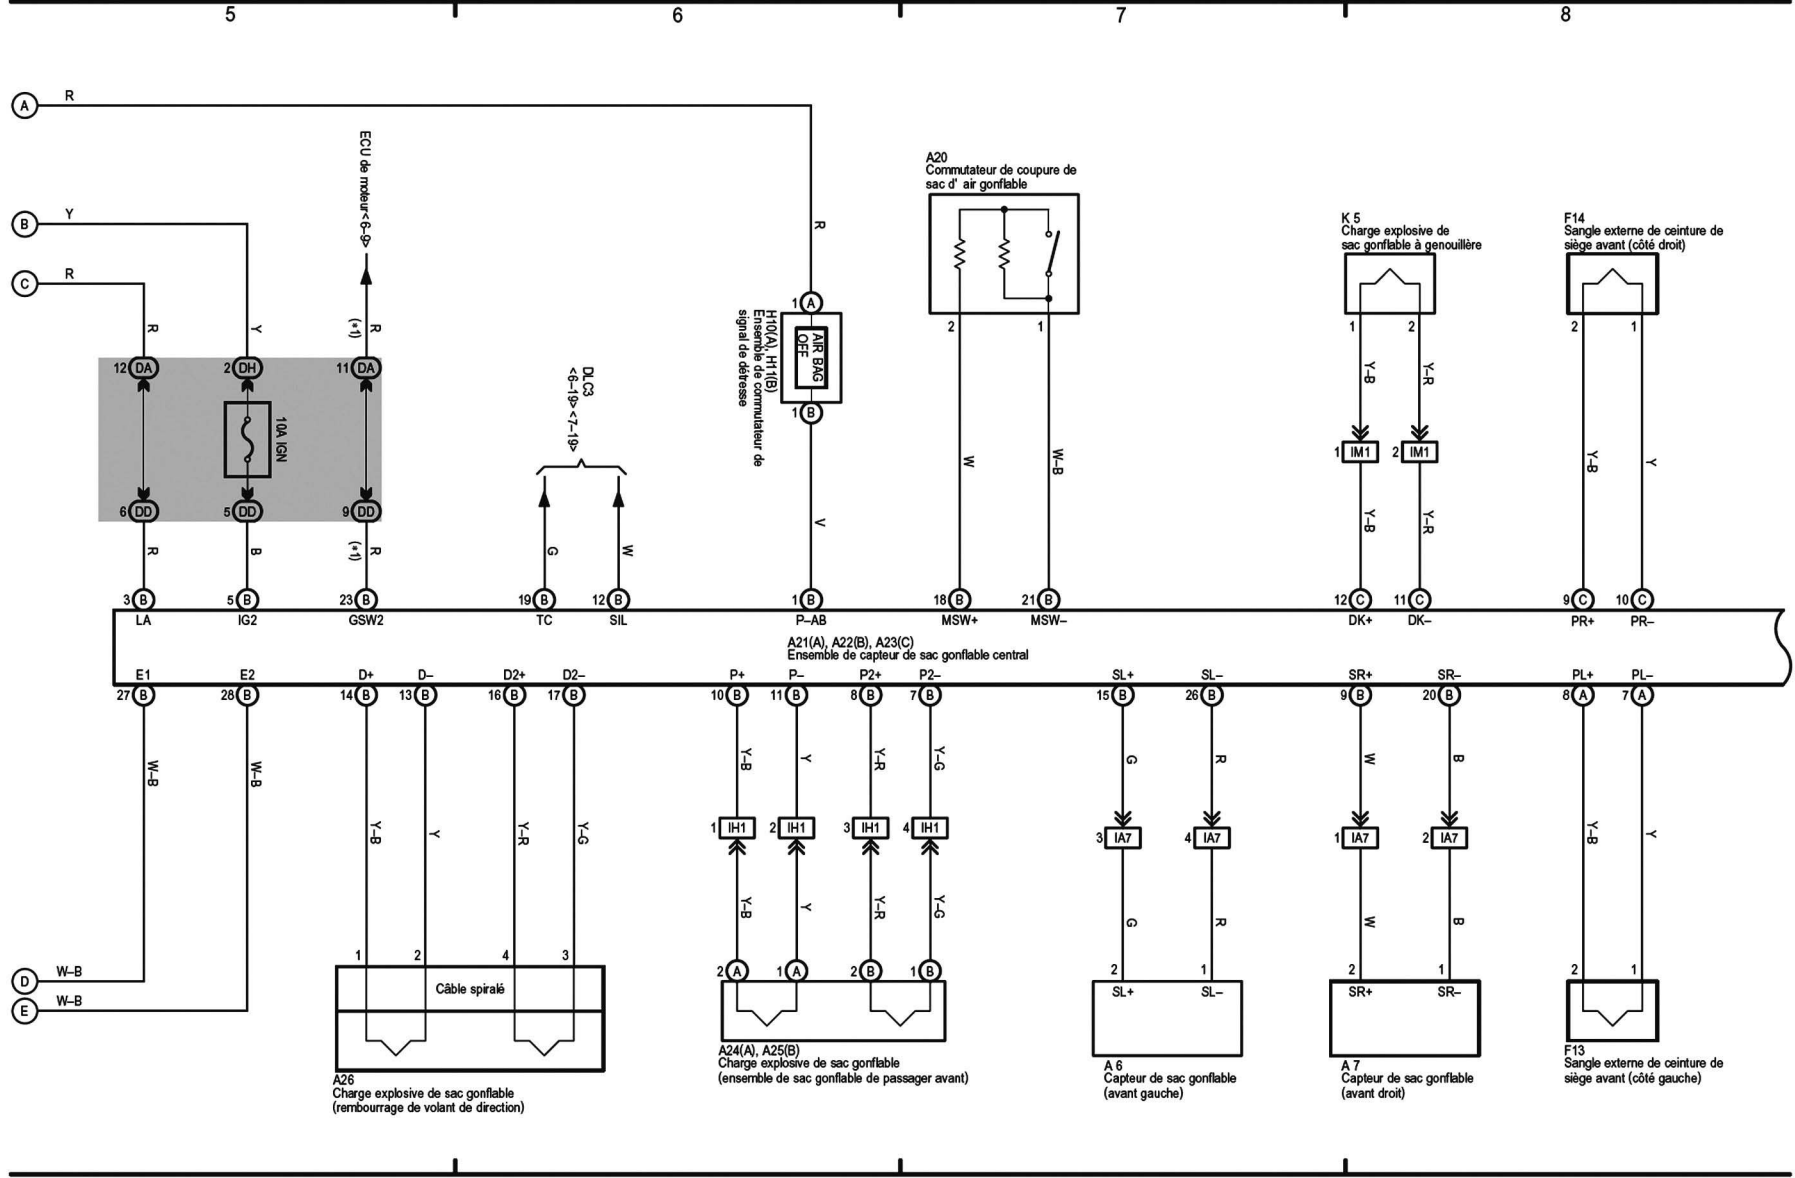 5 6 7 8
A R
ECU de moteur<6–9>
A20
Commutateur de coupure de
sac d' air gonflable
B Y
R
K 5
Charge explosive de
sac gonflable à genouillère
F14
Sangle externe de ceinture de
siège avant (côté droit)
C R
1 A
R Y R (*1)
H10(A), H11(B)
Ensemble de commutateur de
signal de détresse
AIR BAG
OFF
2 1 1 2 2 1
12 DA 2 DH 11 DA
DLC3
<6–19> <7–19>
Y–B Y–R
1 B
10A IGN
1 IM1 2 IM1
W W–B Y–B Y
6 DD 5 DD 9 DD
V Y–B Y–R
R B R (*1) G W
3 B 5 B 23 B 19 B 12 B 1 B 18 B 21 B 12 C 11 C 9 C 10 C
LA IG2 GSW2 TC SIL P–AB MSW+ MSW– DK+ DK– PR+ PR–
A21(A), A22(B), A23(C)
Ensemble de capteur de sac gonflable central
E1 E2 D+ D– D2+ D2– P+ P– P2+ P2– SL+ SL– SR+ SR– PL+ PL–
27 B 28 B 14 B 13 B 16 B 17 B 10 B 11 B 8 B 7 B 15 B 26 B 9 B 20 B 8 A 7 A
W–B W–B Y–B Y Y–R Y–G G R W B
Y–B Y Y–R Y–G Y–B Y
1 IH1 2 IH1 3 IH1 4 IH1 3 IA7 4 IA7 1 IA7 2 IA7
Y–B Y Y–R Y–G G R W B
1 2 4 3 2 A 1 A 2 B 1 B 2 1 2 1 2 1
D W–B
Câble spiralé
SL+ SL– SR+ SR–
E W–B
A26
Charge explosive de sac gonflable
(rembourrage de volant de direction)
A24(A), A25(B)
Charge explosive de sac gonflable
(ensemble de sac gonflable de passager avant)
A 6
Capteur de sac gonflable
(avant gauche)
A 7
Capteur de sac gonflable
(avant droit)
F13
Sangle externe de ceinture de
siège avant (côté gauche)